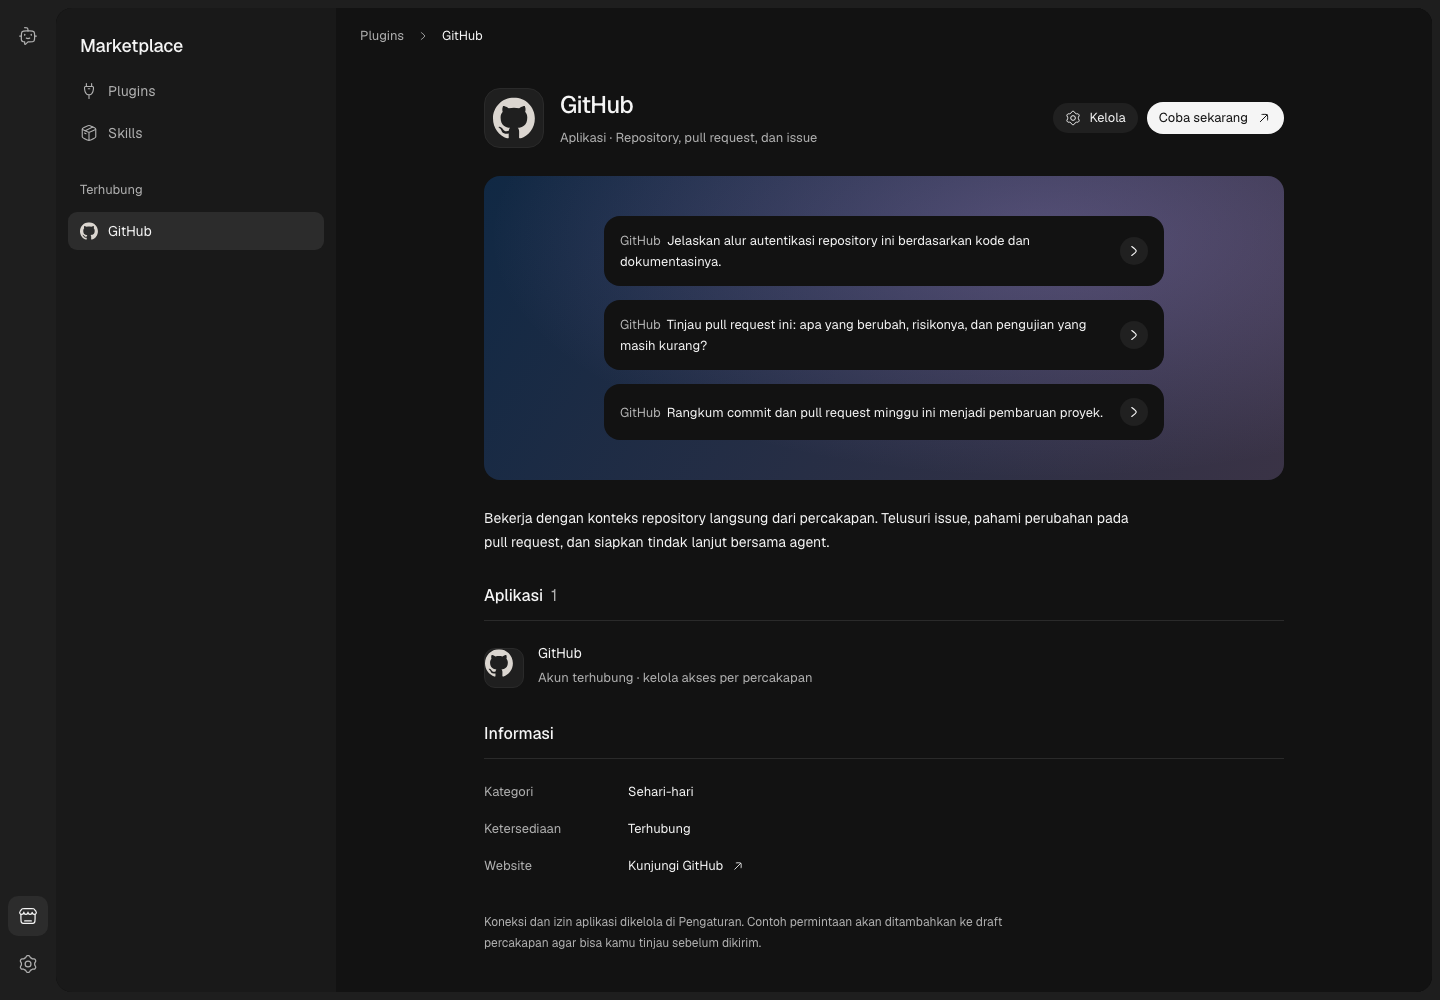 Marketplace
Plugins
Skills
Terhubung
GitHub
Plugins > GitHub
GitHub
Aplikasi · Repository, pull request, dan issue
Kelola
Coba sekarang
GitHub Jelaskan alur autentikasi repository ini berdasarkan kode dan
dokumentasinya.
GitHub Tinjau pull request ini: apa yang berubah, risikonya, dan pengujian yang
masih kurang?
GitHub Rangkum commit dan pull request minggu ini menjadi pembaruan proyek.
Bekerja dengan konteks repository langsung dari percakapan. Telusuri issue, pahami perubahan pada
pull request, dan siapkan tindak lanjut bersama agent.
Aplikasi 1
GitHub
Akun terhubung · kelola akses per percakapan
Informasi
Kategori Sehari-hari
Ketersediaan Terhubung
Website Kunjungi GitHub
Koneksi dan izin aplikasi dikelola di Pengaturan. Contoh permintaan akan ditambahkan ke draft
percakapan agar bisa kamu tinjau sebelum dikirim.